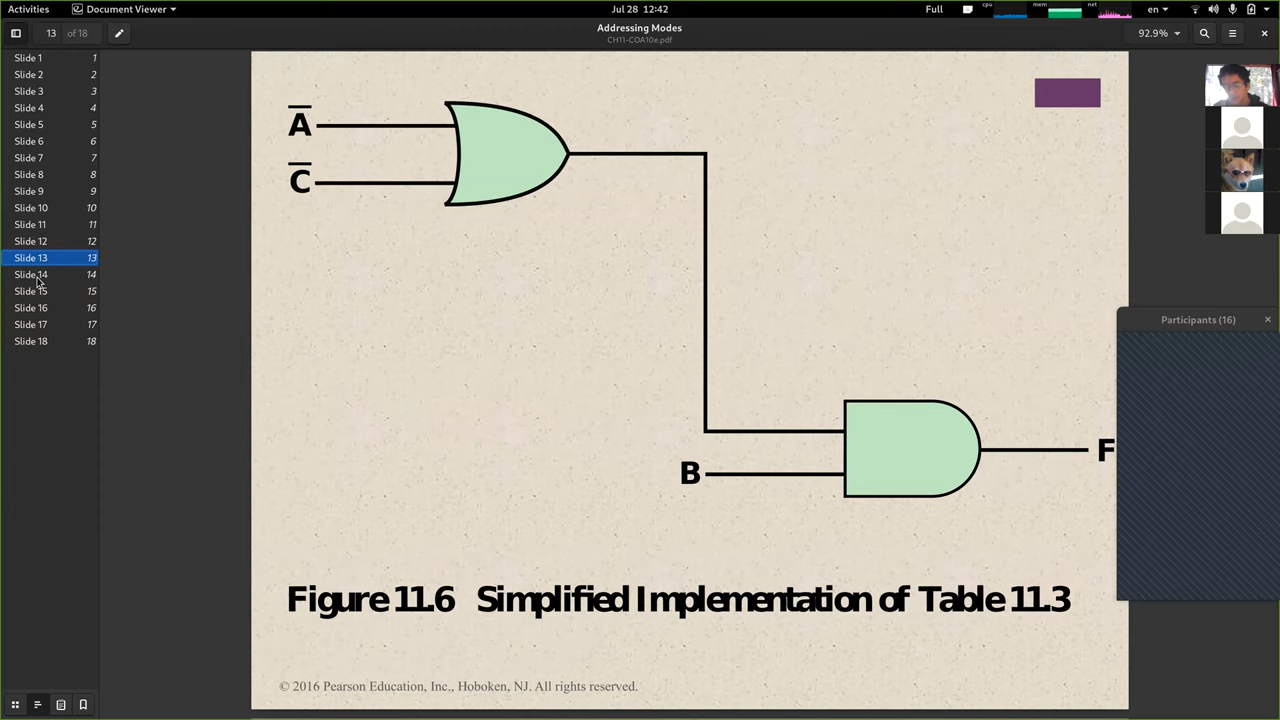 Activities Document Viewer Jul 28 12:42 Full cpu mem net en
13 of 18 Addressing Modes 92.9%
CH11-COA10e.pdf
Slide 1 1
Slide 2 2
Slide 3 3
Slide 4 4
Slide 5 5
Slide 6 6
Slide 7 7
Slide 8 8
Slide 9 9
Slide 10 10
Slide 11 11
Slide 12 12
Slide 13 13
Slide 14 14
Slide 15 15
Slide 16 16
Slide 17 17
Slide 18 18
A̅
C̅
B
F
Figure 11.6 Simplified Implementation of Table 11.3
© 2016 Pearson Education, Inc., Hoboken, NJ. All rights reserved.
Participants (16)